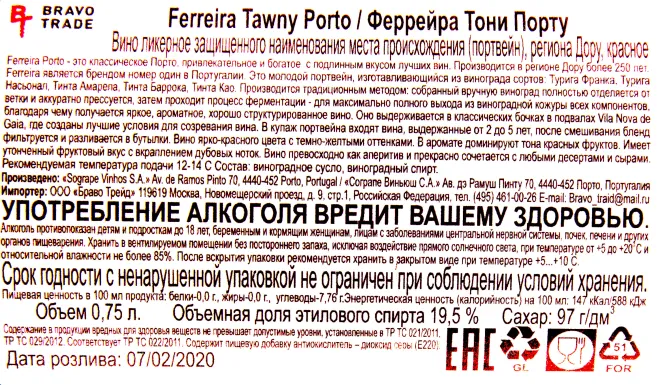 BRAVO
TRADE
Ferreira Tawny Porto / Феррейра Тони Порту
Вино ликерное защищенного наименования места происхождения (портвейн), региона Дору, красное
Ferreira Porto - это классическое Порто, привлекательное и богатое с подлинным вкусом лучших вин. Производится в регионе Дору более 250 лет.
Ferreira является брендом номер один в Португалии. Это молодой портвейн, изготавливающийся из винограда сортов: Турига Франка, Турига
Насьонал, Тинта Амарела, Тинта Баррока, Тинта Као. Производится традиционным методом: собранный вручную виноград полностью отделяется от
ветки и аккуратно прессуется, затем проходит процесс ферментации - для максимально полного выхода из виноградной кожуры всех компонентов,
благодаря чему получается яркое, ароматное, хорошо структурированное вино. Оно выдерживается в классических бочках в подвалах Vila Nova de
Gaia, где созданы лучшие условия для созревания вина. В купаж портвейна входят вина, выдержанные от 2 до 5 лет, после смешивания бленд
фильтруется и разливается в бутылки. Вино ярко-красного цвета с темно-желтыми оттенками. В аромате доминируют тона красных фруктов. Имеет
утонченный фруктовый вкус с вкраплением дубовых ноток. Вино превосходно как аперитив и прекрасно сочетается с любыми десертами и сырами.
Рекомендуемая температура подачи 12-14 С Состав: виноградное сусло, виноградный спирт.
Произведено: «Sogrape Vinhos S.A.» Av. de Ramos Pinto 70, 4440-452 Porto, Portugal / «Сограпе Виньюш С.А.» Ав. дэ Рамуш Пинту 70, 4440-452 Порто, Португалия
Импортер: ООО «Браво Трейд» 119619 Москва, Новомещерский проезд, д. 9, стр.1, Российская Федерация, тел. (495) 461-00-26 E-mail: Bravo_traid@mail.ru
УПОТРЕБЛЕНИЕ АЛКОГОЛЯ ВРЕДИТ ВАШЕМУ ЗДОРОВЬЮ.
Алкоголь противопоказан детям и подросткам до 18 лет, беременным и кормящим женщинам, лицам с заболеваниями центральной нервной системы, почек, печени и других
органов пищеварения. Хранить в вентилируемом помещении без постороннего запаха, исключая воздействие прямого солнечного света, при температуре от +5 до +20˚С и
относительной влажности не более 85%. После вскрытия упаковки рекомендуется хранить в закрытом виде при температуре +5...+10 С.
Срок годности с ненарушенной упаковкой не ограничен при соблюдении условий хранения.
Пищевая ценность в 100 мл продукта: белки-0,0 г., жиры-0,0 г., углеводы-7,76 г.Энергетическая ценность (калорийность) на 100 мл: 147 кКал/588 кДж
Объем 0,75 л. Объемная доля этилового спирта 19,5 % Сахар: 97 г/дм³
Содержание в продукции вредных для здоровья веществ не превышает допустимые уровни, установленные в ТР ТС 021/2011,
ТР ТС 029/2012. Соответствует ТР ТС 022/2011. Содержит пищевую добавку антиокислитель – диоксид серы (Е220).
Дата розлива: 07/02/2020
EAC
GL
51
FOR